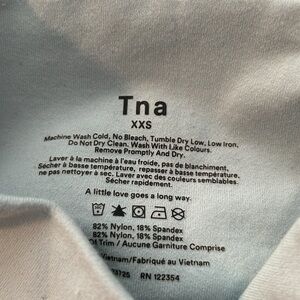 Tna
XXS
Machine Wash Cold, No Bleach, Tumble Dry Low, Low Iron.
Do Not Dry Clean. Wash With Like Colours.
Remove Promptly And Dry.
Laver à la machine à l'eau froide, pas de blanchiment.
Sécher à basse température, repasser à basse température.
ne pas nettoyer à sec. Laver avec des couleurs semblables.
Sécher rapidement.
A little love goes a long way.
82% Nylon, 18% Spandex
82% Nylon, 18% Spandex
Of Trim / Aucune Garniture Comprise
Vietnam/Fabriqué au Vietnam
RN 122354